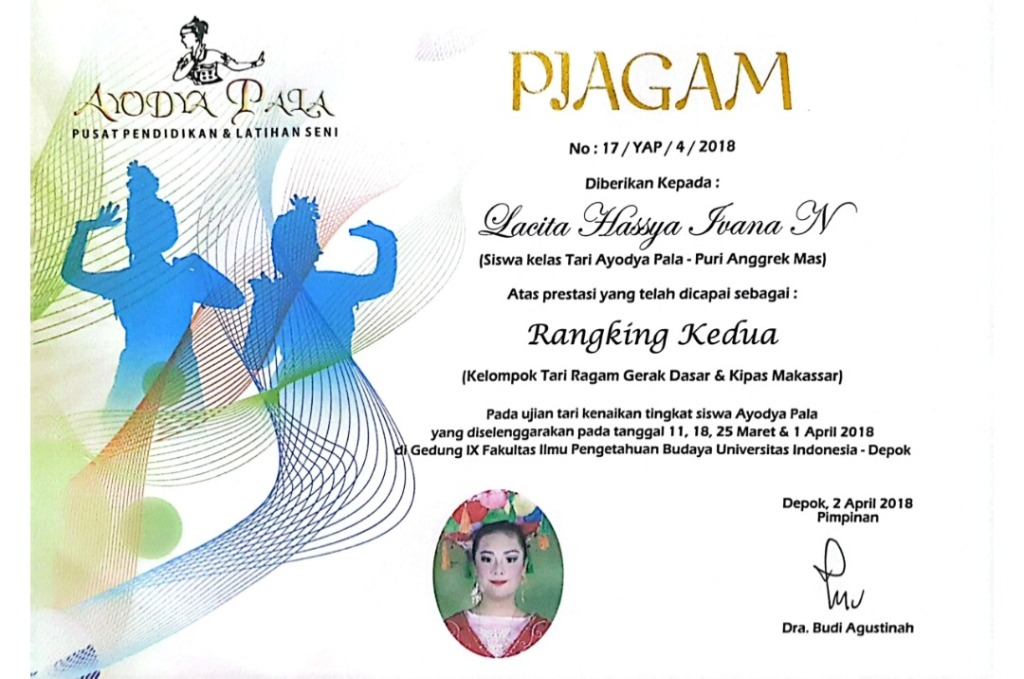 AYODYA PALA
PUSAT PENDIDIKAN & LATIHAN SENI
PIAGAM
No : 17 / YAP / 4 / 2018
Diberikan Kepada :
Lacita Hassya Ivana N
(Siswa kelas Tari Ayodya Pala - Puri Anggrek Mas)
Atas prestasi yang telah dicapai sebagai :
Rangking Kedua
(Kelompok Tari Ragam Gerak Dasar & Kipas Makassar)
Pada ujian tari kenaikan tingkat siswa Ayodya Pala
yang diselenggarakan pada tanggal 11, 18, 25 Maret & 1 April 2018
di Gedung IX Fakultas Ilmu Pengetahuan Budaya Universitas Indonesia - Depok
Depok, 2 April 2018
Pimpinan
Dra. Budi Agustinah